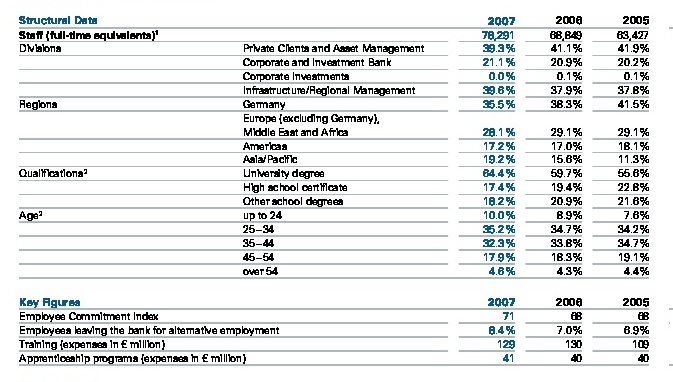 Structural Data 2007 2006 2005
Staff (full-time equivalents)¹ 78,291 68,849 63,427
Divisions Private Clients and Asset Management 39.3% 41.1% 41.9%
Corporate and Investment Bank 21.1% 20.9% 20.2%
Corporate Investments 0.0% 0.1% 0.1%
Infrastructure/Regional Management 39.6% 37.9% 37.8%
Regions Germany 35.5% 38.3% 41.5%
Europe (excluding Germany),
Middle East and Africa 28.1% 29.1% 29.1%
Americas 17.2% 17.0% 18.1%
Asia/Pacific 19.2% 15.6% 11.3%
Qualifications² University degree 64.4% 59.7% 55.6%
High school certificate 17.4% 19.4% 22.8%
Other school degrees 18.2% 20.9% 21.6%
Age² up to 24 10.0% 8.9% 7.6%
25–34 35.2% 34.7% 34.2%
35–44 32.3% 33.8% 34.7%
45–54 17.9% 18.3% 19.1%
over 54 4.6% 4.3% 4.4%
Key Figures 2007 2006 2005
Employee Commitment Index 71 68 68
Employees leaving the bank for alternative employment 8.4% 7.0% 6.9%
Training (expenses in € million) 129 130 109
Apprenticeship programs (expenses in € million) 41 40 40